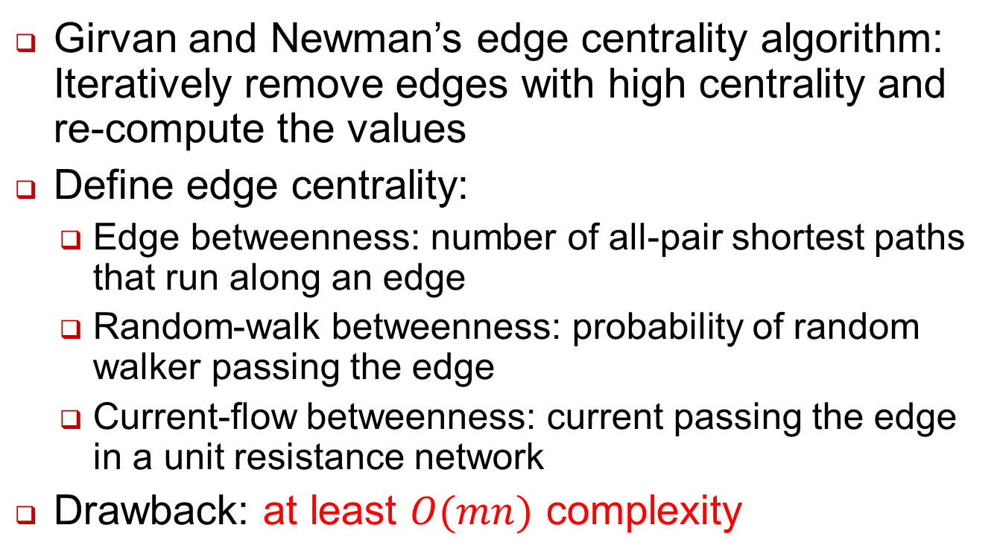 ❑ Girvan and Newman’s edge centrality algorithm:
Iteratively remove edges with high centrality and
re-compute the values
❑ Define edge centrality:
❑ Edge betweenness: number of all-pair shortest paths
that run along an edge
❑ Random-walk betweenness: probability of random
walker passing the edge
❑ Current-flow betweenness: current passing the edge
in a unit resistance network
❑ Drawback: at least O(mn) complexity